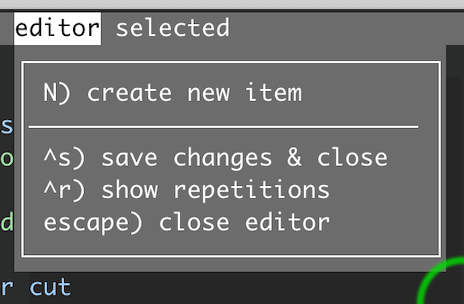 editor selected
N) create new item
s
^s) save changes & close
o
^r) show repetitions
d
escape) close editor
r cut